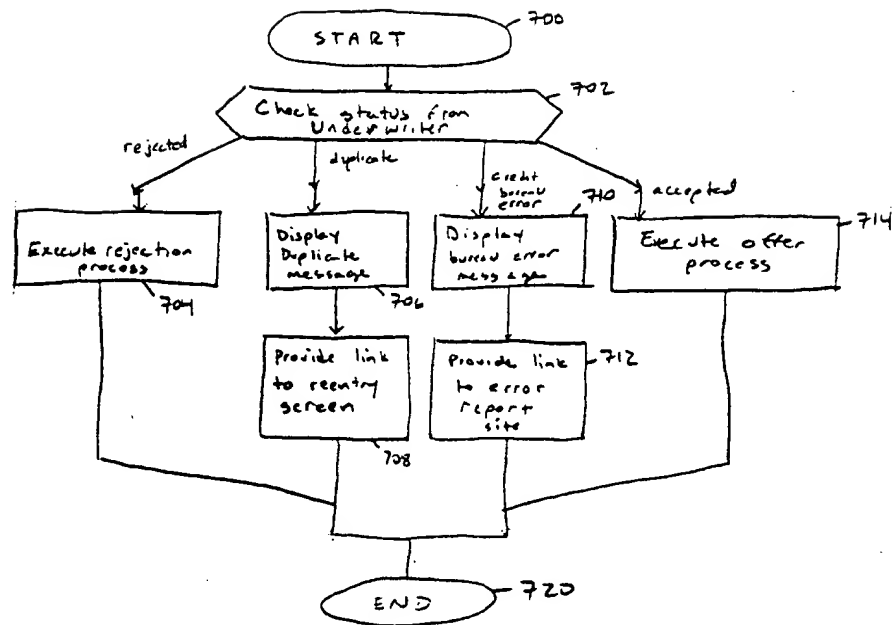 START
700
Check status from
Underwriter
702
rejected
duplicate
credit
bureau
error
accepted
Execute rejection
process
704
Display
Duplicate
message
706
Display
bureau error
message
710
Execute offer
process
714
Provide link
to reentry
screen
708
Provide link
to error
report
site
712
END
720